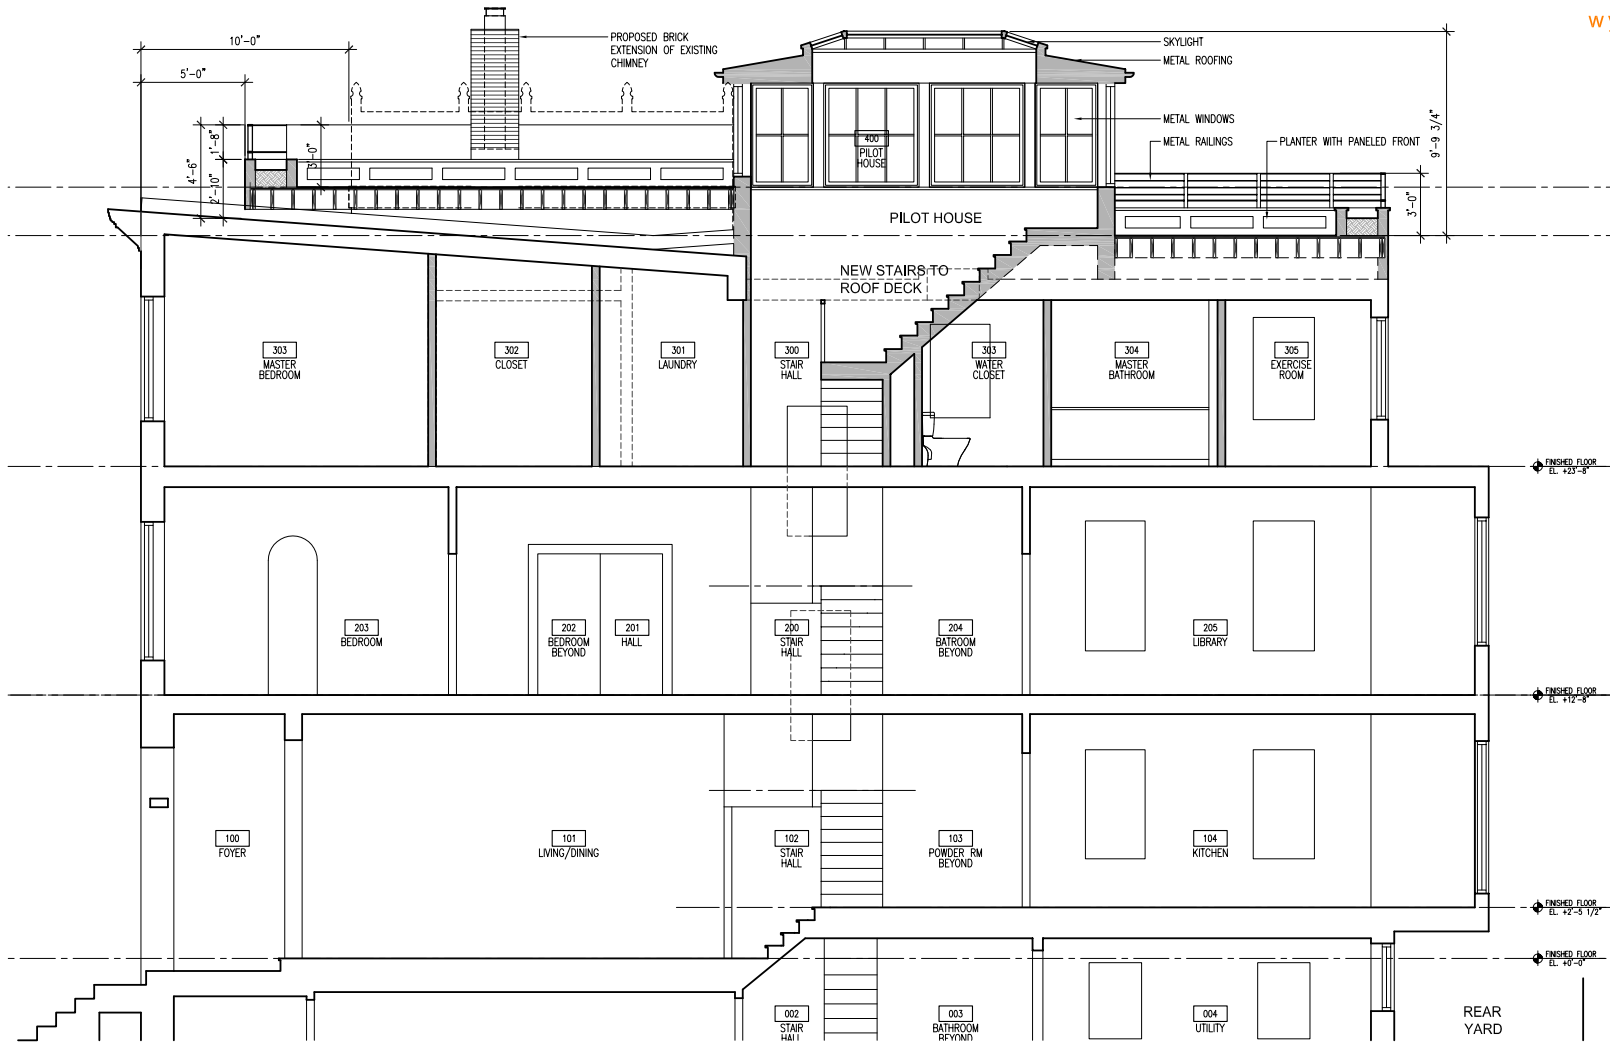 W
10'-0"
5'-0"
PROPOSED BRICK
EXTENSION OF EXISTING
CHIMNEY
SKYLIGHT
METAL ROOFING
METAL WINDOWS
METAL RAILINGS
PLANTER WITH PANELED FRONT
9'-9 3/4"
4'-6"
1'-8"
2'-10"
3'-0"
3'-0"
400
PILOT
HOUSE
PILOT HOUSE
NEW STAIRS TO
ROOF DECK
303
MASTER
BEDROOM
302
CLOSET
301
LAUNDRY
300
STAIR
HALL
303
WATER
CLOSET
304
MASTER
BATHROOM
305
EXERCISE
ROOM
FINISHED FLOOR
EL. +23'-8"
203
BEDROOM
202
BEDROOM
BEYOND
201
HALL
200
STAIR
HALL
204
BATROOM
BEYOND
205
LIBRARY
FINISHED FLOOR
EL. +12'-8"
100
FOYER
101
LIVING/DINING
102
STAIR
HALL
103
POWDER RM
BEYOND
104
KITCHEN
FINISHED FLOOR
EL. +2'-5 1/2"
FINISHED FLOOR
EL. +0'-0"
002
STAIR
HALL
003
BATHROOM
BEYOND
004
UTILITY
REAR
YARD